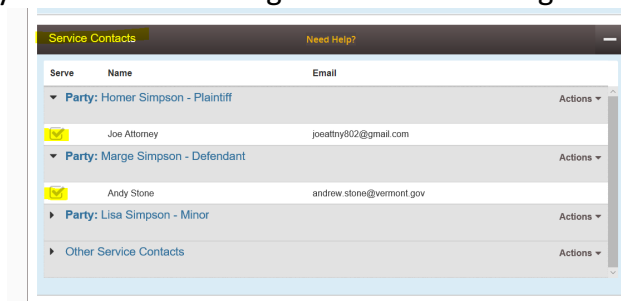 Service Contacts Need Help?
Serve Name Email
Party: Homer Simpson - Plaintiff Actions
Joe Attorney joeattny802@gmail.com
Party: Marge Simpson - Defendant Actions
Andy Stone andrew.stone@vermont.gov
Party: Lisa Simpson - Minor Actions
Other Service Contacts Actions